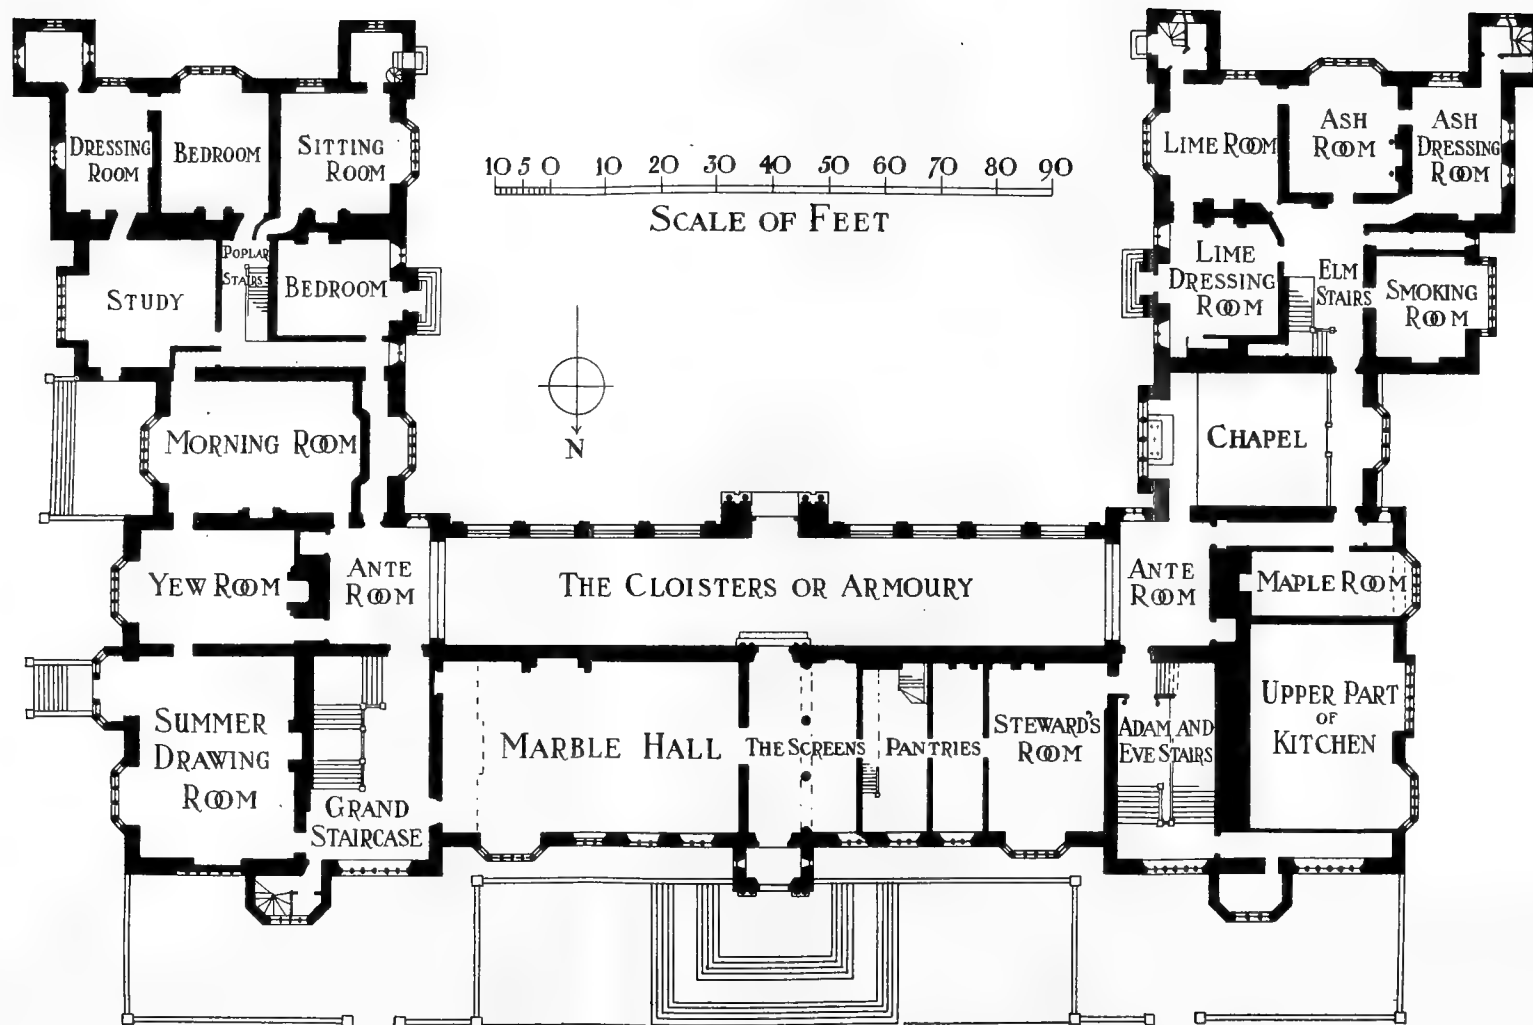 DRESSING
ROOM
BEDROOM
SITTING
ROOM
LIME ROOM
ASH
ROOM
ASH
DRESSING
ROOM
10 5 0 10 20 30 40 50 60 70 80 90
SCALE OF FEET
POPLAR
STAIRS
STUDY
BEDROOM
LIME
DRESSING
ROOM
ELM
STAIRS
SMOKING
ROOM
N
MORNING ROOM
CHAPEL
YEW ROOM
ANTE
ROOM
THE CLOISTERS OR ARMOURY
ANTE
ROOM
MAPLE ROOM
SUMMER
DRAWING
ROOM
GRAND
STAIRCASE
MARBLE HALL
THE SCREENS
PANTRIES
STEWARD'S
ROOM
ADAM AND
EVE STAIRS
UPPER PART
OF
KITCHEN